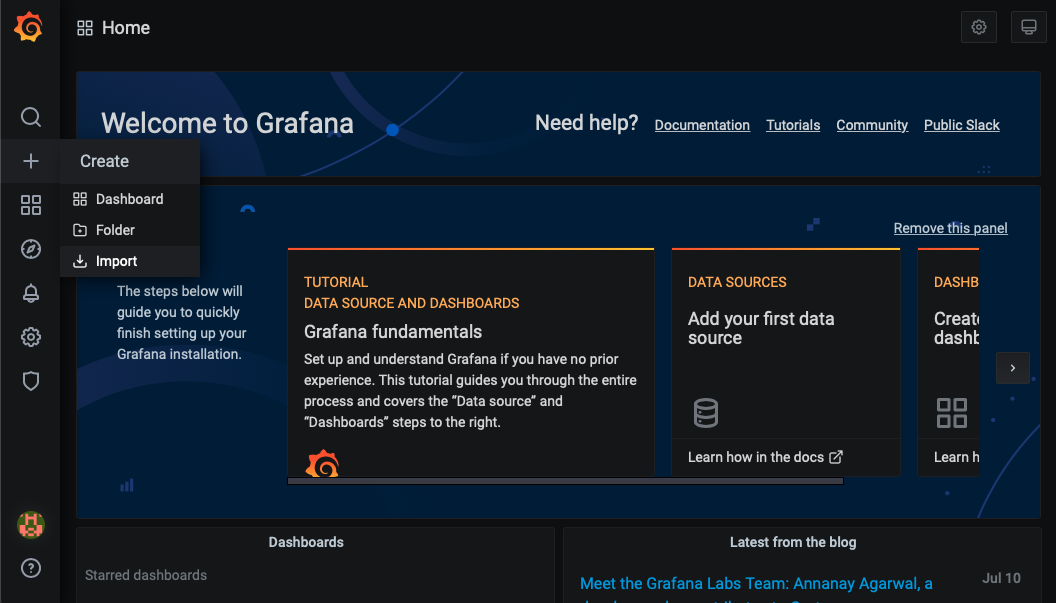 Home
Welcome to Grafana
Need help?
Documentation
Tutorials
Community
Public Slack
Create
Dashboard
Folder
Import
Remove this panel
The steps below will
guide you to quickly
finish setting up your
Grafana installation.
TUTORIAL
DATA SOURCE AND DASHBOARDS
Grafana fundamentals
Set up and understand Grafana if you have no prior
experience. This tutorial guides you through the entire
process and covers the “Data source” and
“Dashboards” steps to the right.
DATA SOURCES
Add your first data
source
Learn how in the docs
DASHB
Create
dashb
Learn h
Dashboards
Starred dashboards
Latest from the blog
Meet the Grafana Labs Team: Annanay Agarwal, a
Jul 10